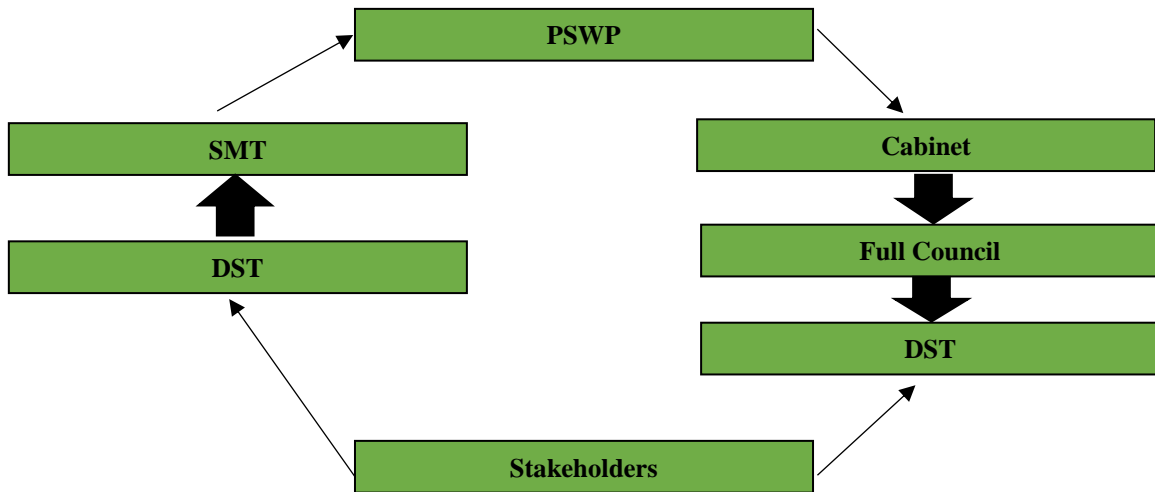 PSWP
SMT
Cabinet
DST
Full Council
DST
Stakeholders